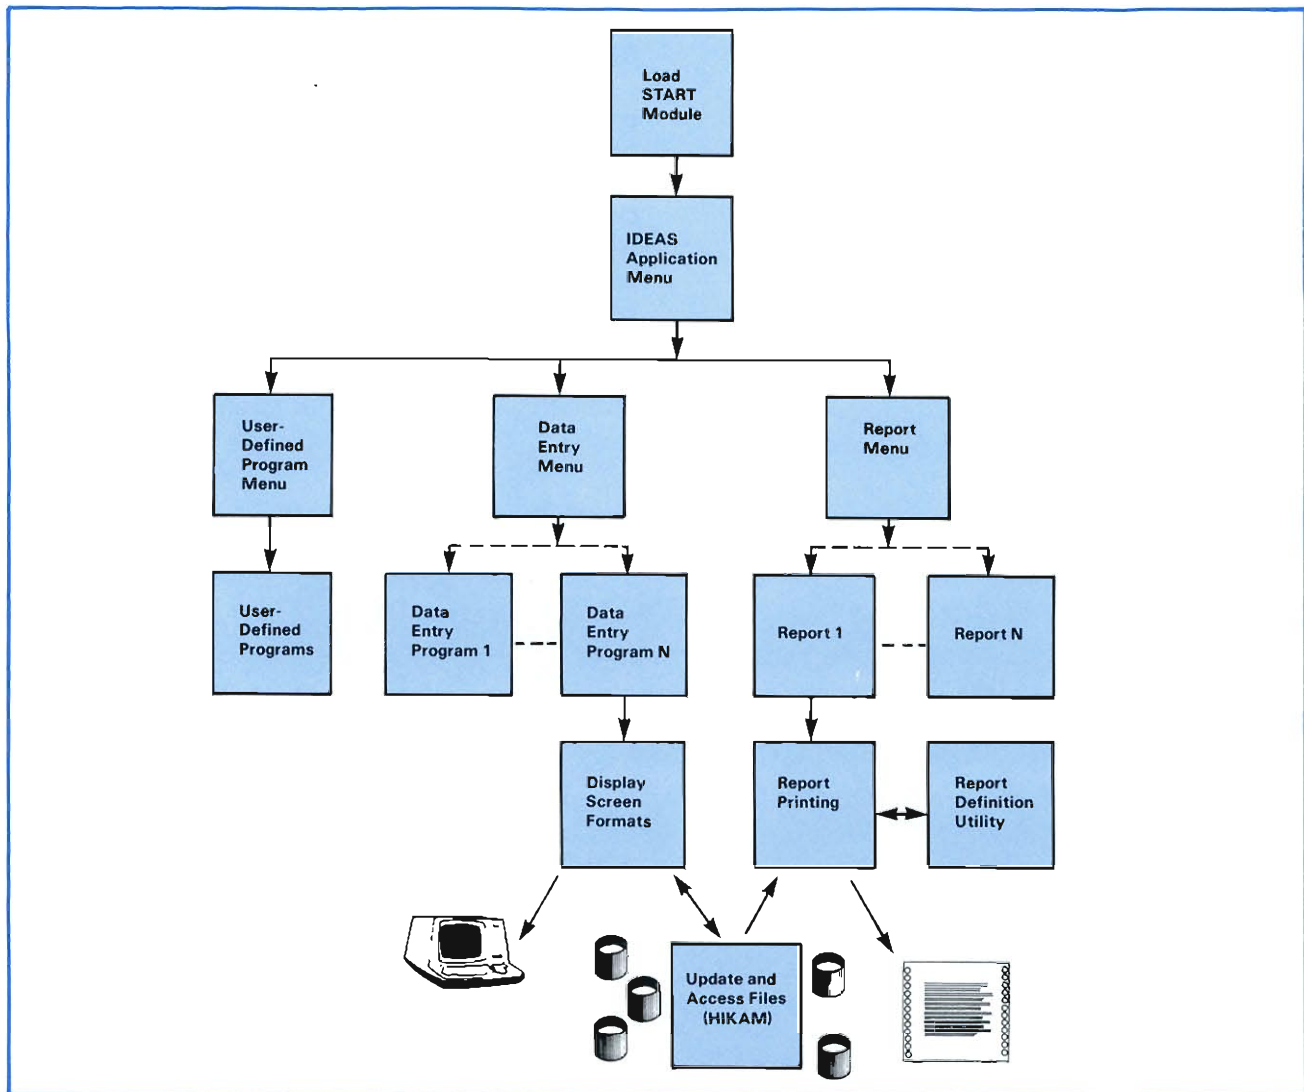 Load
START
Module
IDEAS
Application
Menu
User-
Defined
Program
Menu
Data
Entry
Menu
Report
Menu
User-
Defined
Programs
Data
Entry
Program 1
Data
Entry
Program N
Report 1
Report N
Display
Screen
Formats
Report
Printing
Report
Definition
Utility
Update and
Access Files
(HIKAM)